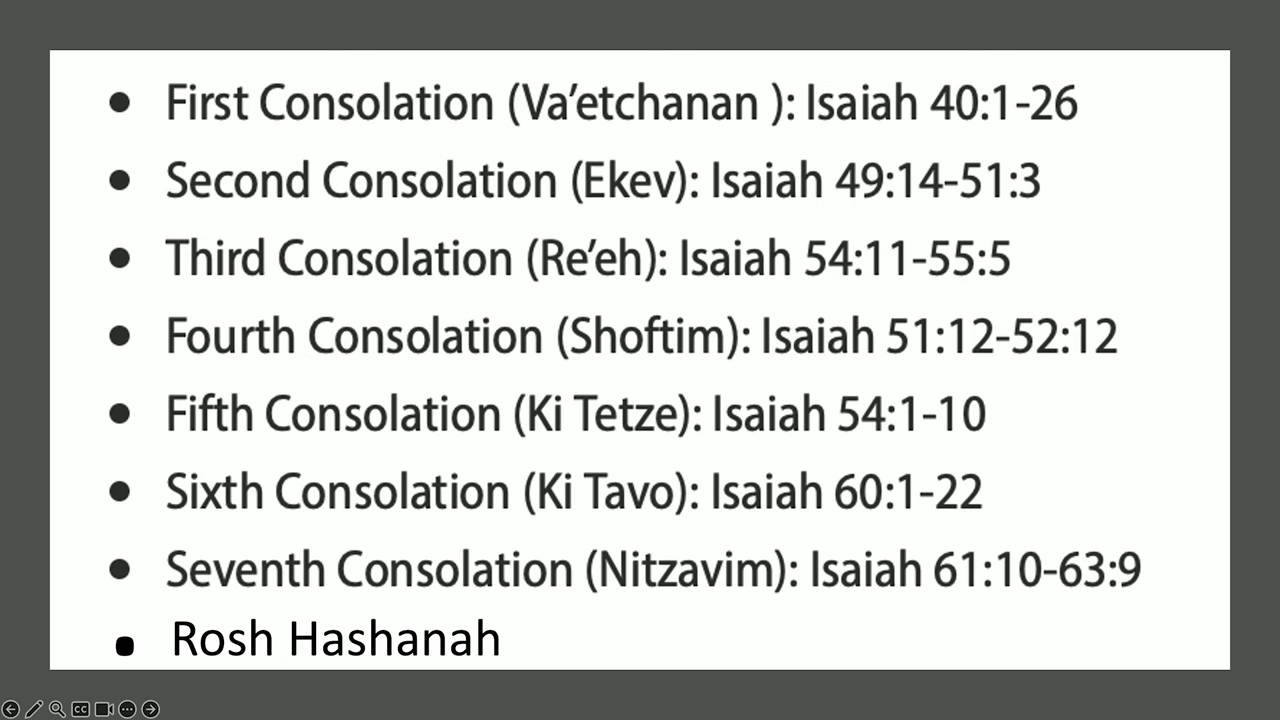 • First Consolation (Va’etchanan ): Isaiah 40:1-26
• Second Consolation (Ekev): Isaiah 49:14-51:3
• Third Consolation (Re’eh): Isaiah 54:11-55:5
• Fourth Consolation (Shoftim): Isaiah 51:12-52:12
• Fifth Consolation (Ki Tetze): Isaiah 54:1-10
• Sixth Consolation (Ki Tavo): Isaiah 60:1-22
• Seventh Consolation (Nitzavim): Isaiah 61:10-63:9
• Rosh Hashanah
CC